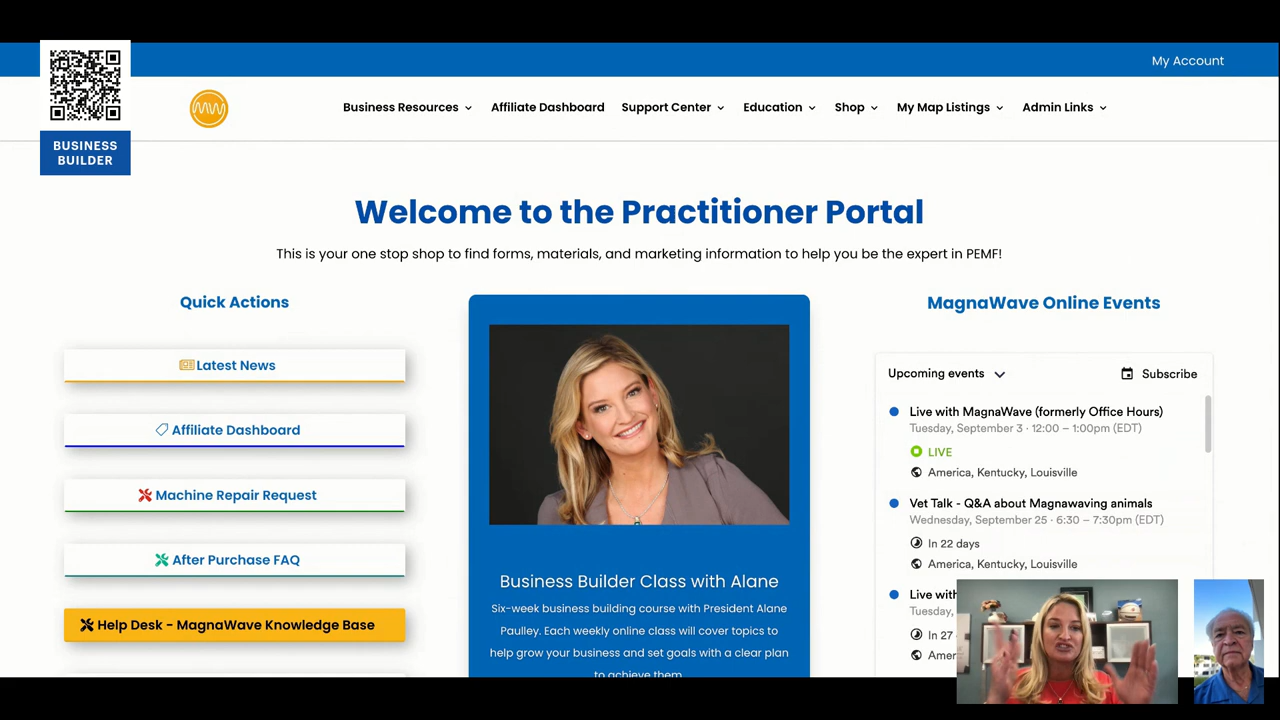 My Account
BUSINESS
BUILDER
MW
Business Resources
Affiliate Dashboard
Support Center
Education
Shop
My Map Listings
Admin Links
Welcome to the Practitioner Portal
This is your one stop shop to find forms, materials, and marketing information to help you be the expert in PEMF!
Quick Actions
Latest News
Affiliate Dashboard
Machine Repair Request
After Purchase FAQ
Help Desk - MagnaWave Knowledge Base
Business Builder Class with Alane
Six-week business building course with President Alane
Paulley. Each weekly online class will cover topics to
help grow your business and set goals with a clear plan
to achieve them
MagnaWave Online Events
Upcoming events
Subscribe
Live with MagnaWave (formerly Office Hours)
Tuesday, September 3 · 12:00 – 1:00pm (EDT)
LIVE
America, Kentucky, Louisville
Vet Talk - Q&A about Magnawaving animals
Wednesday, September 25 · 6:30 – 7:30pm (EDT)
In 22 days
America, Kentucky, Louisville
Live with
Tuesday,
In 27
Amer